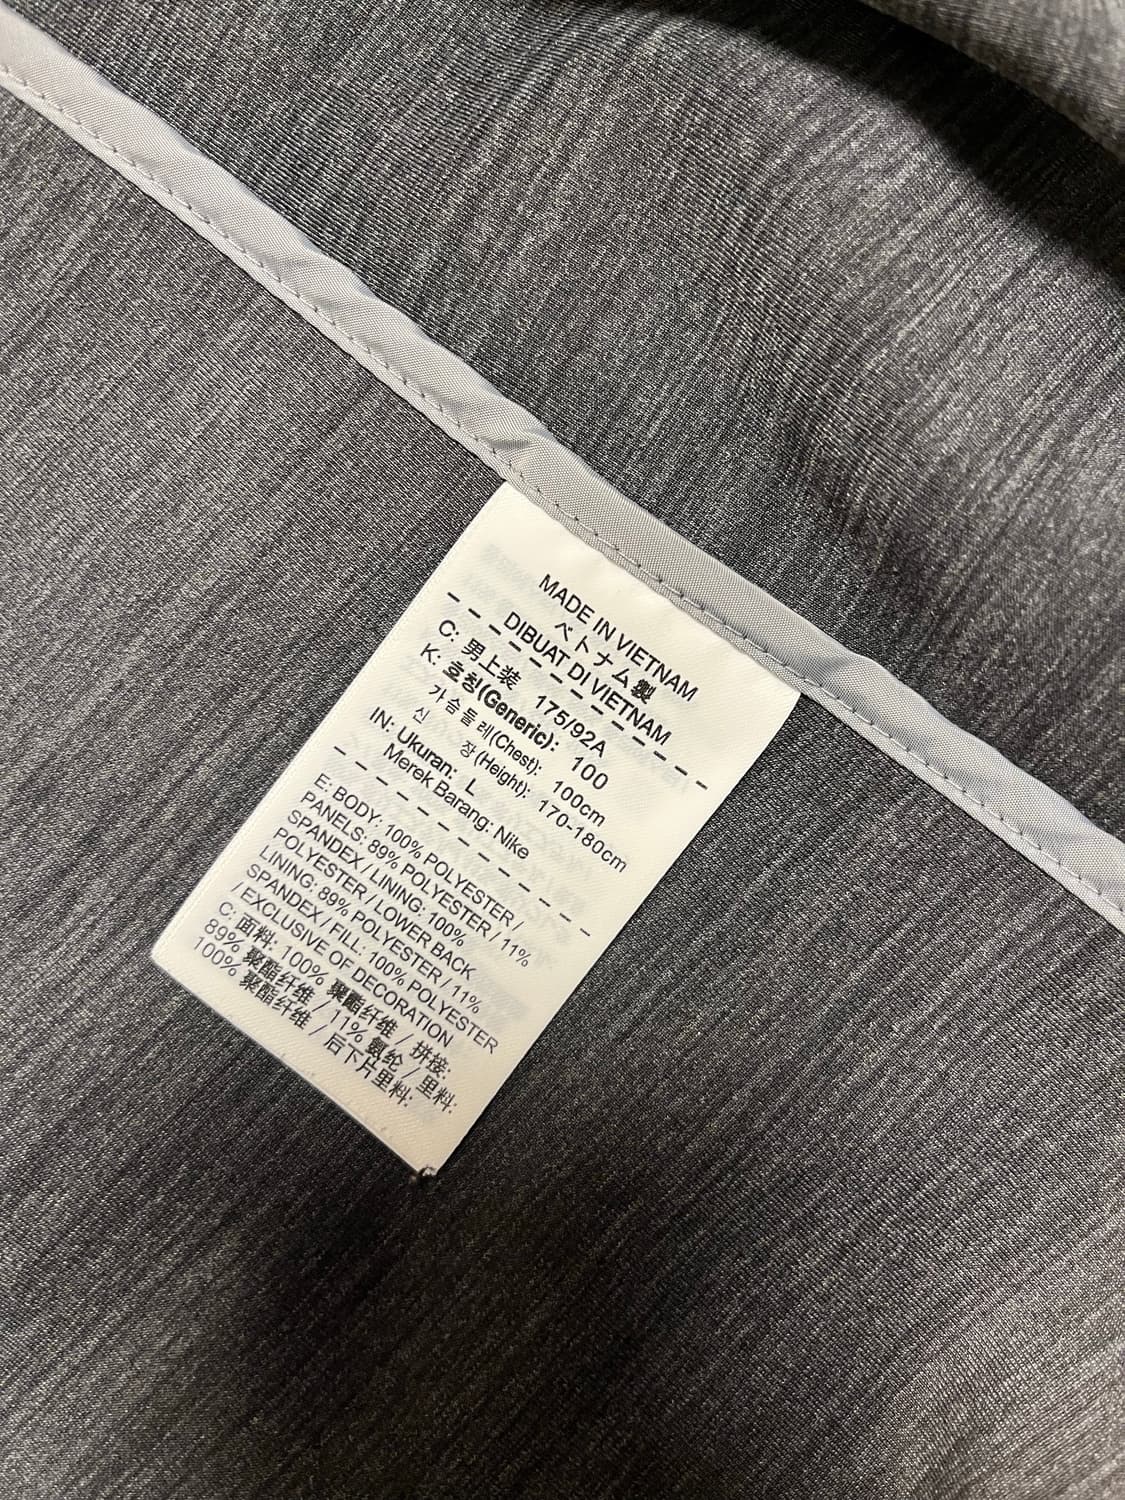 MADE IN VIETNAM
ベトナム製
DIBUAT DI VIETNAM
C: 男上装 175/92A
K: 호칭(Generic): 100
가슴둘레(Chest): 100cm
신 장(Height): 170-180cm
IN: Ukuran: L
Merek Barang: Nike
E: BODY: 100% POLYESTER /
PANELS: 89% POLYESTER / 11%
SPANDEX / LINING: 100%
POLYESTER / LOWER BACK
LINING: 89% POLYESTER / 11%
SPANDEX / FILL: 100% POLYESTER
/ EXCLUSIVE OF DECORATION
C: 面料: 100% 聚酯纤维 / 拼接:
89% 聚酯纤维 / 11% 氨纶 / 里料:
100% 聚酯纤维 / 后下片里料: